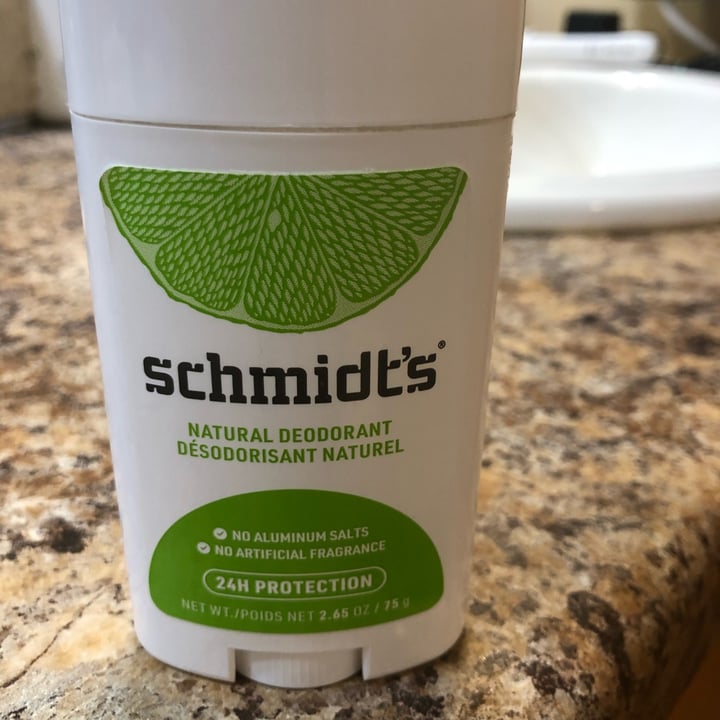 schmidt's®
NATURAL DEODORANT
DÉSODORISANT NATUREL
NO ALUMINUM SALTS
NO ARTIFICIAL FRAGRANCE
24H PROTECTION
NET WT./POIDS NET 2.65 OZ / 75 g